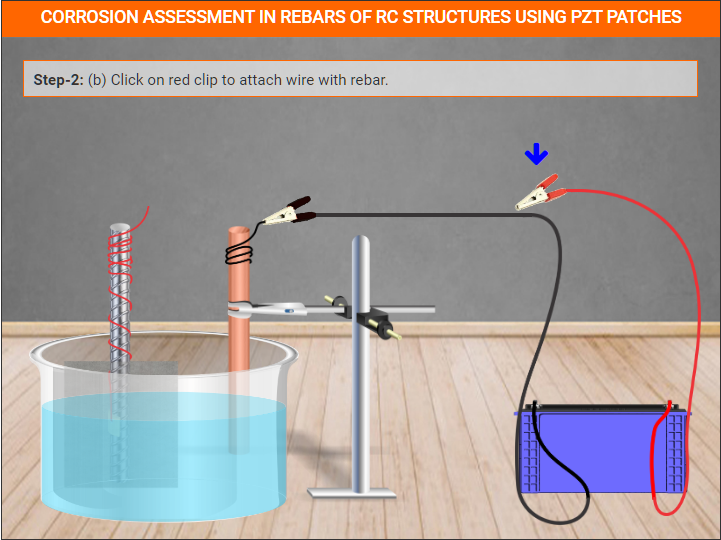 CORROSION ASSESSMENT IN REBARS OF RC STRUCTURES USING PZT PATCHES
Step-2: (b) Click on red clip to attach wire with rebar.